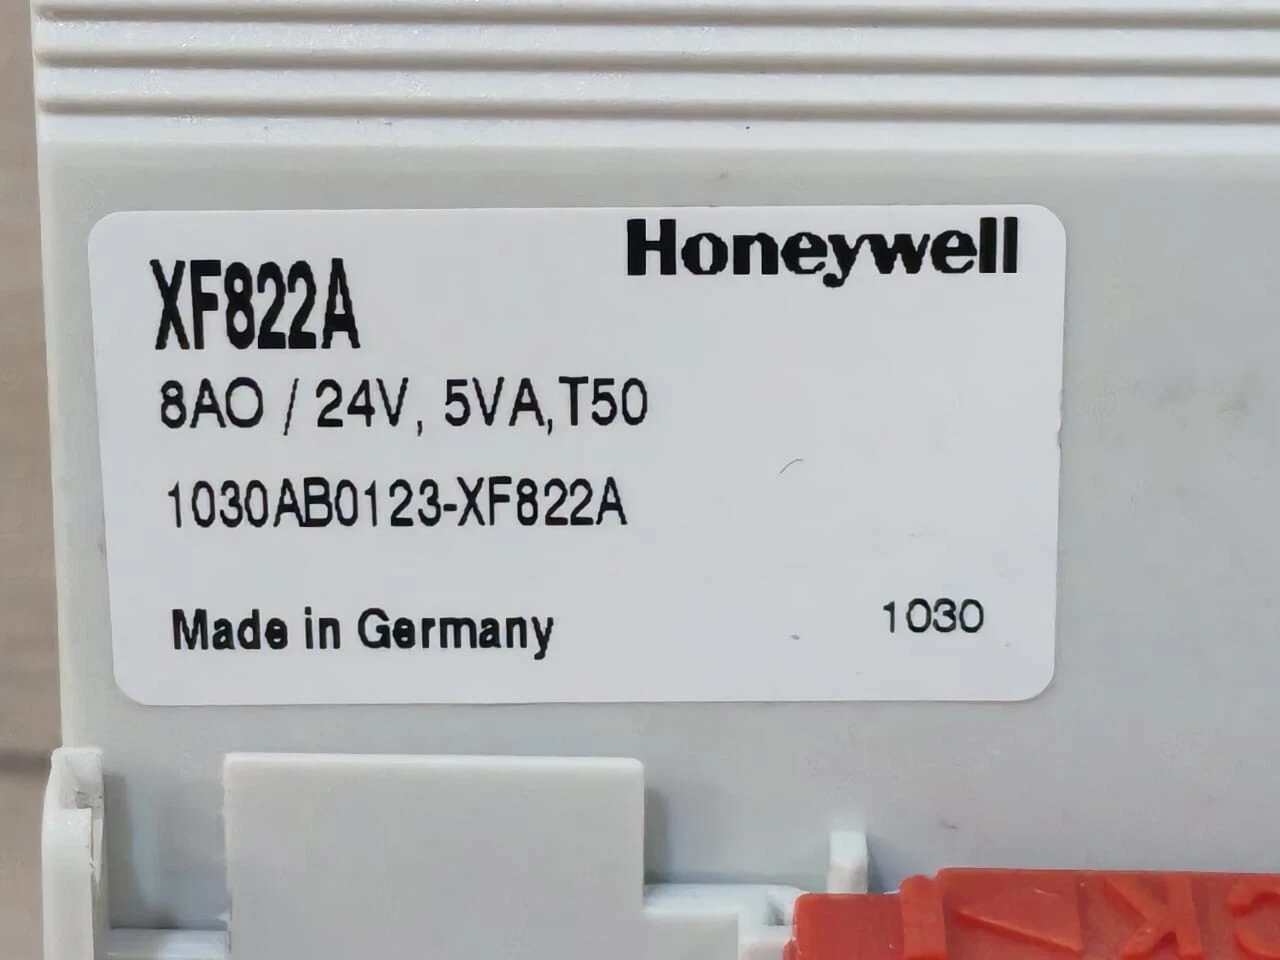 Honeywell
XF822A
8AO / 24V, 5VA,T50
1030AB0123-XF822A
Made in Germany
1030